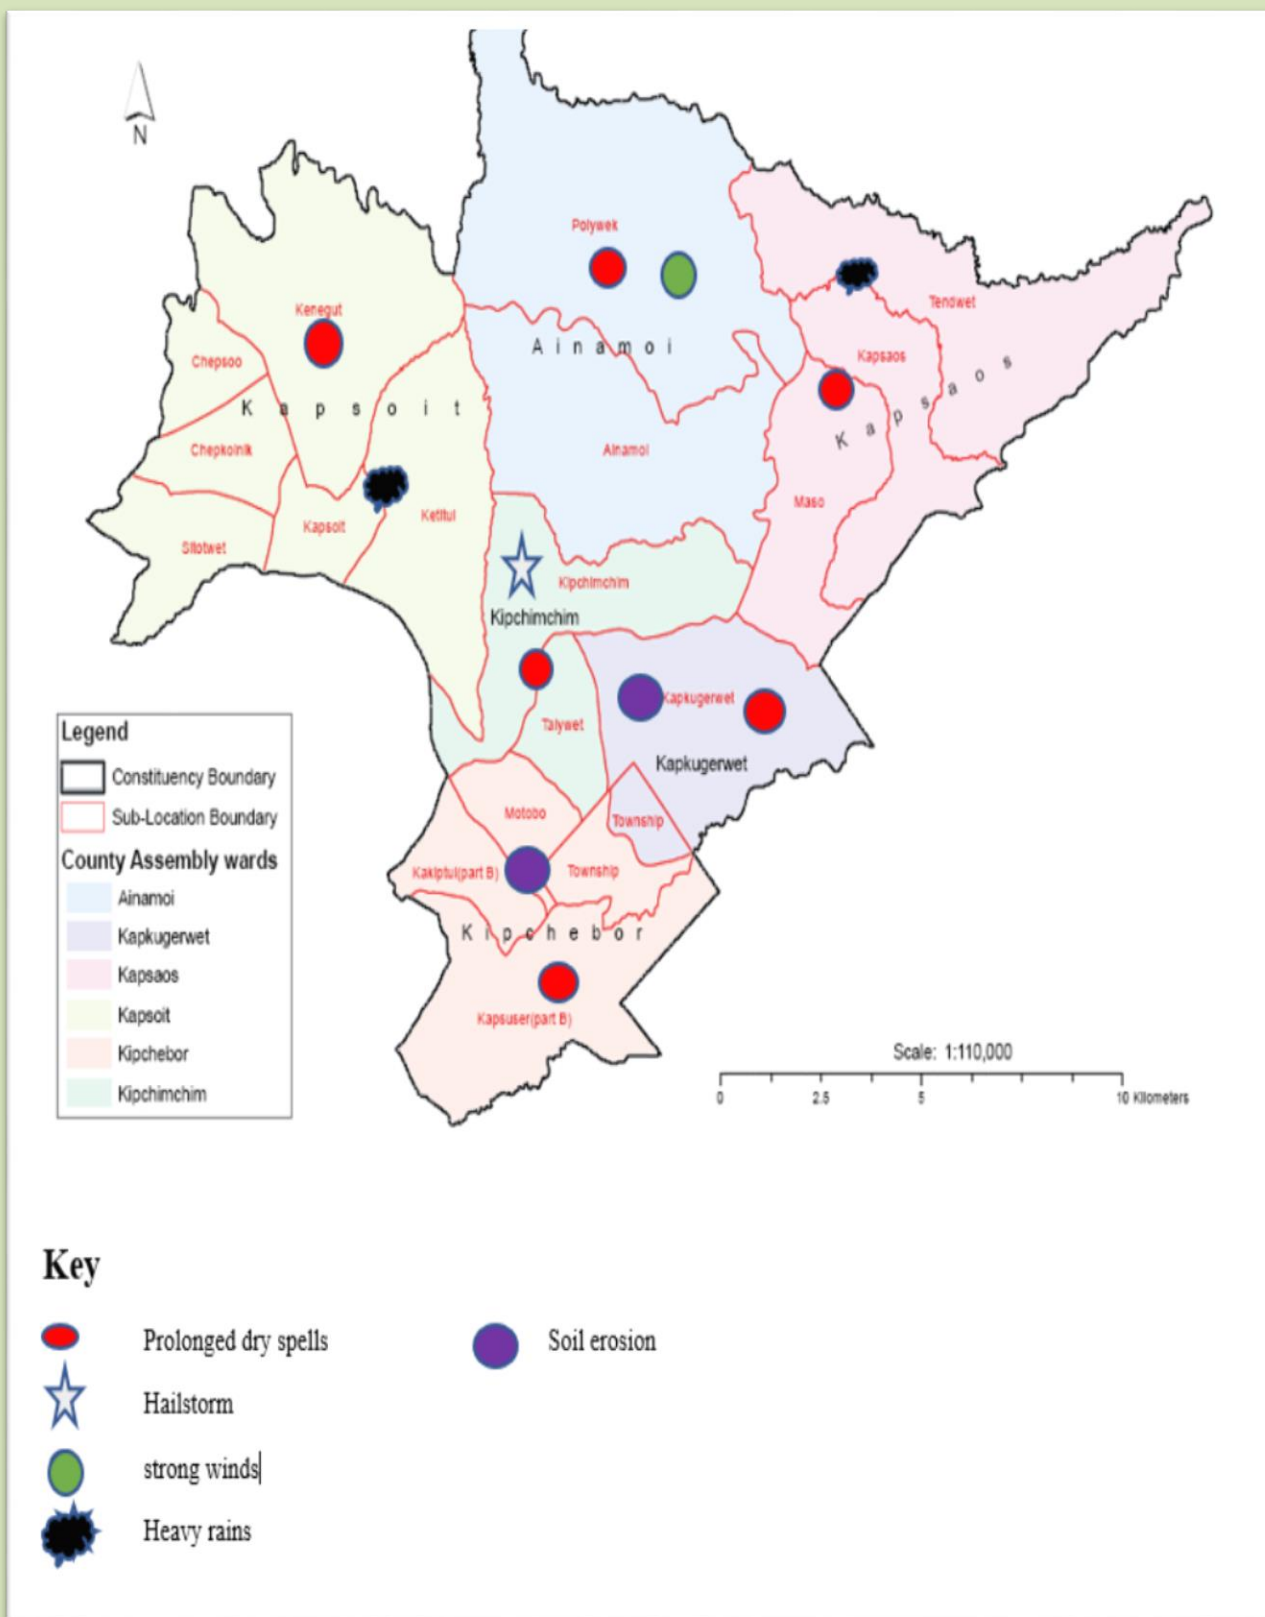 N
Polywek
Tendwet
Kenegut
Ainamoi
Kapsaos
Chepsoo
Kapsoit
Kapsaos
Chepkoinik
Ainamoi
Maso
Ketitui
Kapsoit
Sitotwet
Kipchimchim
Kipchimchim
Kapkugerwet
Talywet
Kapkugerwet
Legend
Constituency Boundary
Sub-Location Boundary
County Assembly wards
Ainamoi
Kapkugerwet
Kapsaos
Kapsoit
Kipchebor
Kipchimchim
Motobo
Township
Kakiptui(part B)
Township
Kipchebor
Kapsuser(part B)
Scale: 1:110,000
0 2.5 5 10 Kilometers
Key
Prolonged dry spells
Soil erosion
Hailstorm
strong winds
Heavy rains